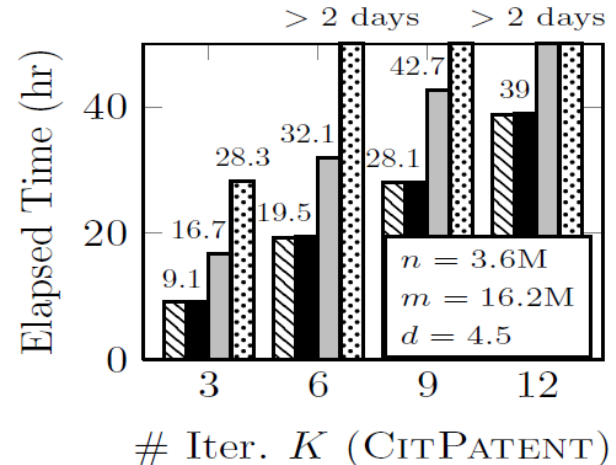 > 2 days > 2 days
Elapsed Time (hr)
40
20
0
9.1 16.7 28.3
19.5 32.1
28.1 42.7
39
n = 3.6M
m = 16.2M
d = 4.5
3 6 9 12
# Iter. K (CITPATENT)